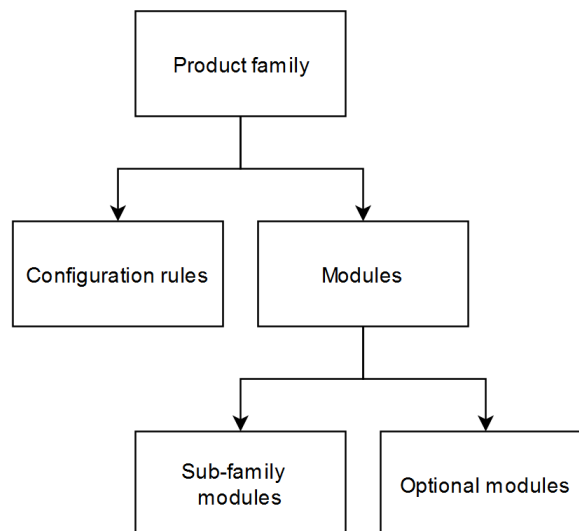 Product family
Configuration rules
Modules
Sub-family
modules
Optional modules